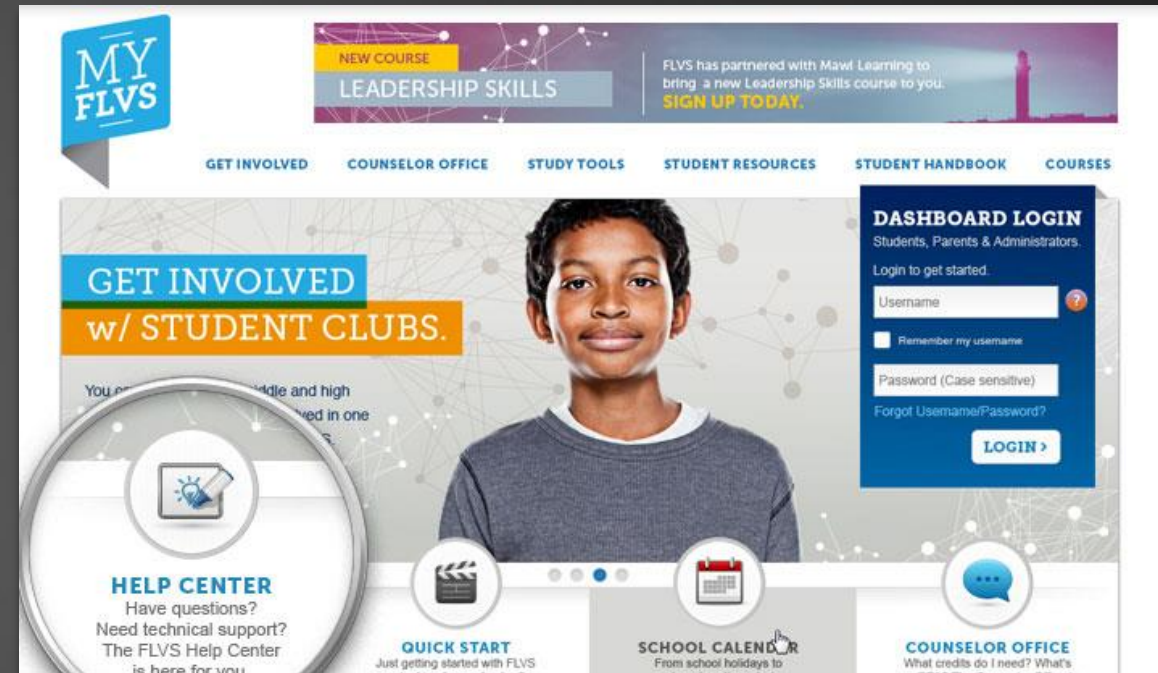 MY
FLVS
NEW COURSE
LEADERSHIP SKILLS
FLVS has partnered with Mawi Learning to
bring a new Leadership Skills course to you.
SIGN UP TODAY.
GET INVOLVED
COUNSELOR OFFICE
STUDY TOOLS
STUDENT RESOURCES
STUDENT HANDBOOK
COURSES
GET INVOLVED
w/ STUDENT CLUBS.
You
and high
in one
DASHBOARD LOGIN
Students, Parents & Administrators.
Login to get started.
Username
?
Remember my username
Password (Case sensitive)
Forgot Username/Password?
LOGIN >
HELP CENTER
Have questions?
Need technical support?
The FLVS Help Center
is here for you
QUICK START
Just getting started with FLVS
SCHOOL CALENDAR
From school holidays to
COUNSELOR OFFICE
What credits do I need? What's